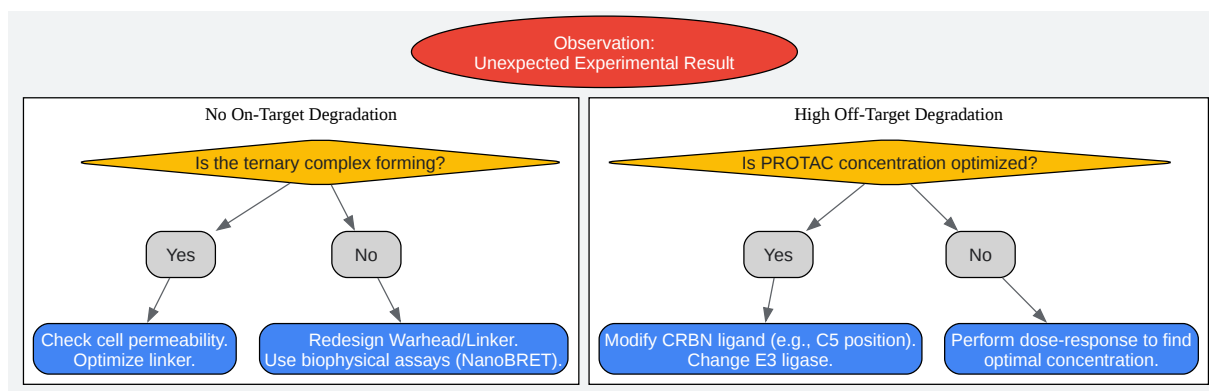 Observation:
Unexpected Experimental Result
No On-Target Degradation
Is the ternary complex forming?
Yes
No
Check cell permeability.
Optimize linker.
Redesign Warhead/Linker.
Use biophysical assays (NanoBRET).
High Off-Target Degradation
Is PROTAC concentration optimized?
Yes
No
Modify CRBN ligand (e.g., C5 position).
Change E3 ligase.
Perform dose-response to find
optimal concentration.